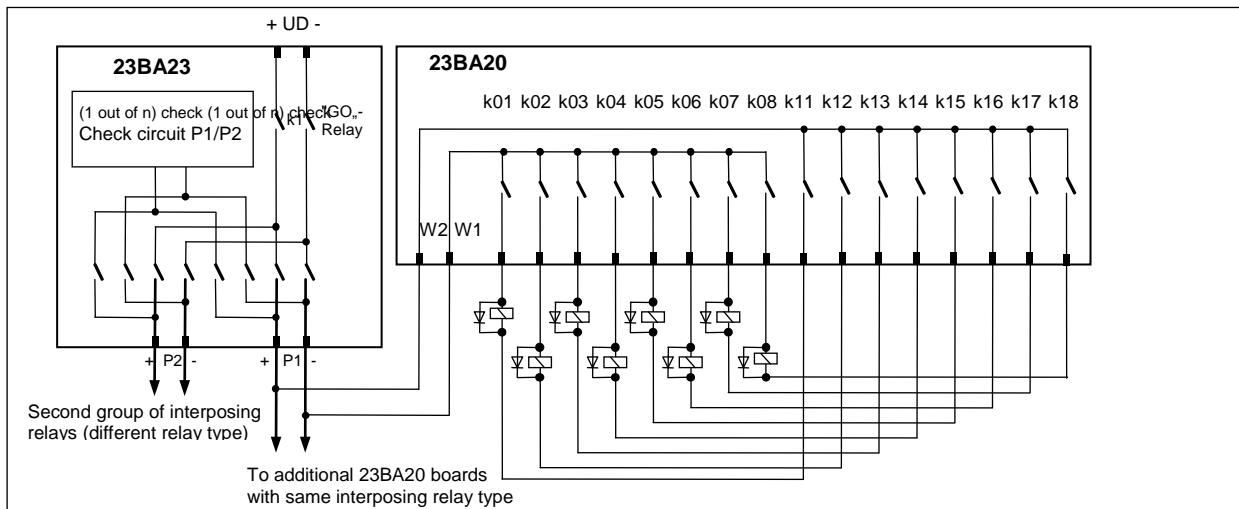 + UD -
23BA23
23BA20
(1 out of n) check (1 out of n) check
Check circuit P1/P2
k1
"GO„-
Relay
k01 k02 k03 k04 k05 k06 k07 k08 k11 k12 k13 k14 k15 k16 k17 k18
W2 W1
+ P2 - + P1 -
Second group of interposing
relays (different relay type)
To additional 23BA20 boards
with same interposing relay type